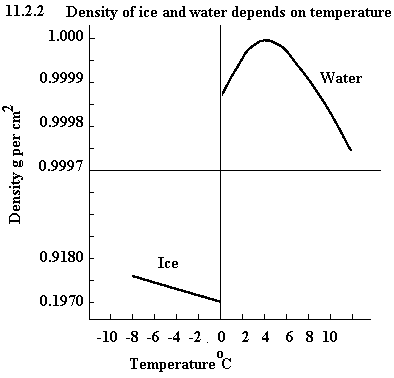 11.2.2 Density of ice and water depends on temperature
1.000
0.9999
0.9998
0.9997
0.9180
0.1970
Density g per cm2
Water
Ice
-10 -8 -6 -4 -2 . 0 2 4 6 8 10
Temperature °C